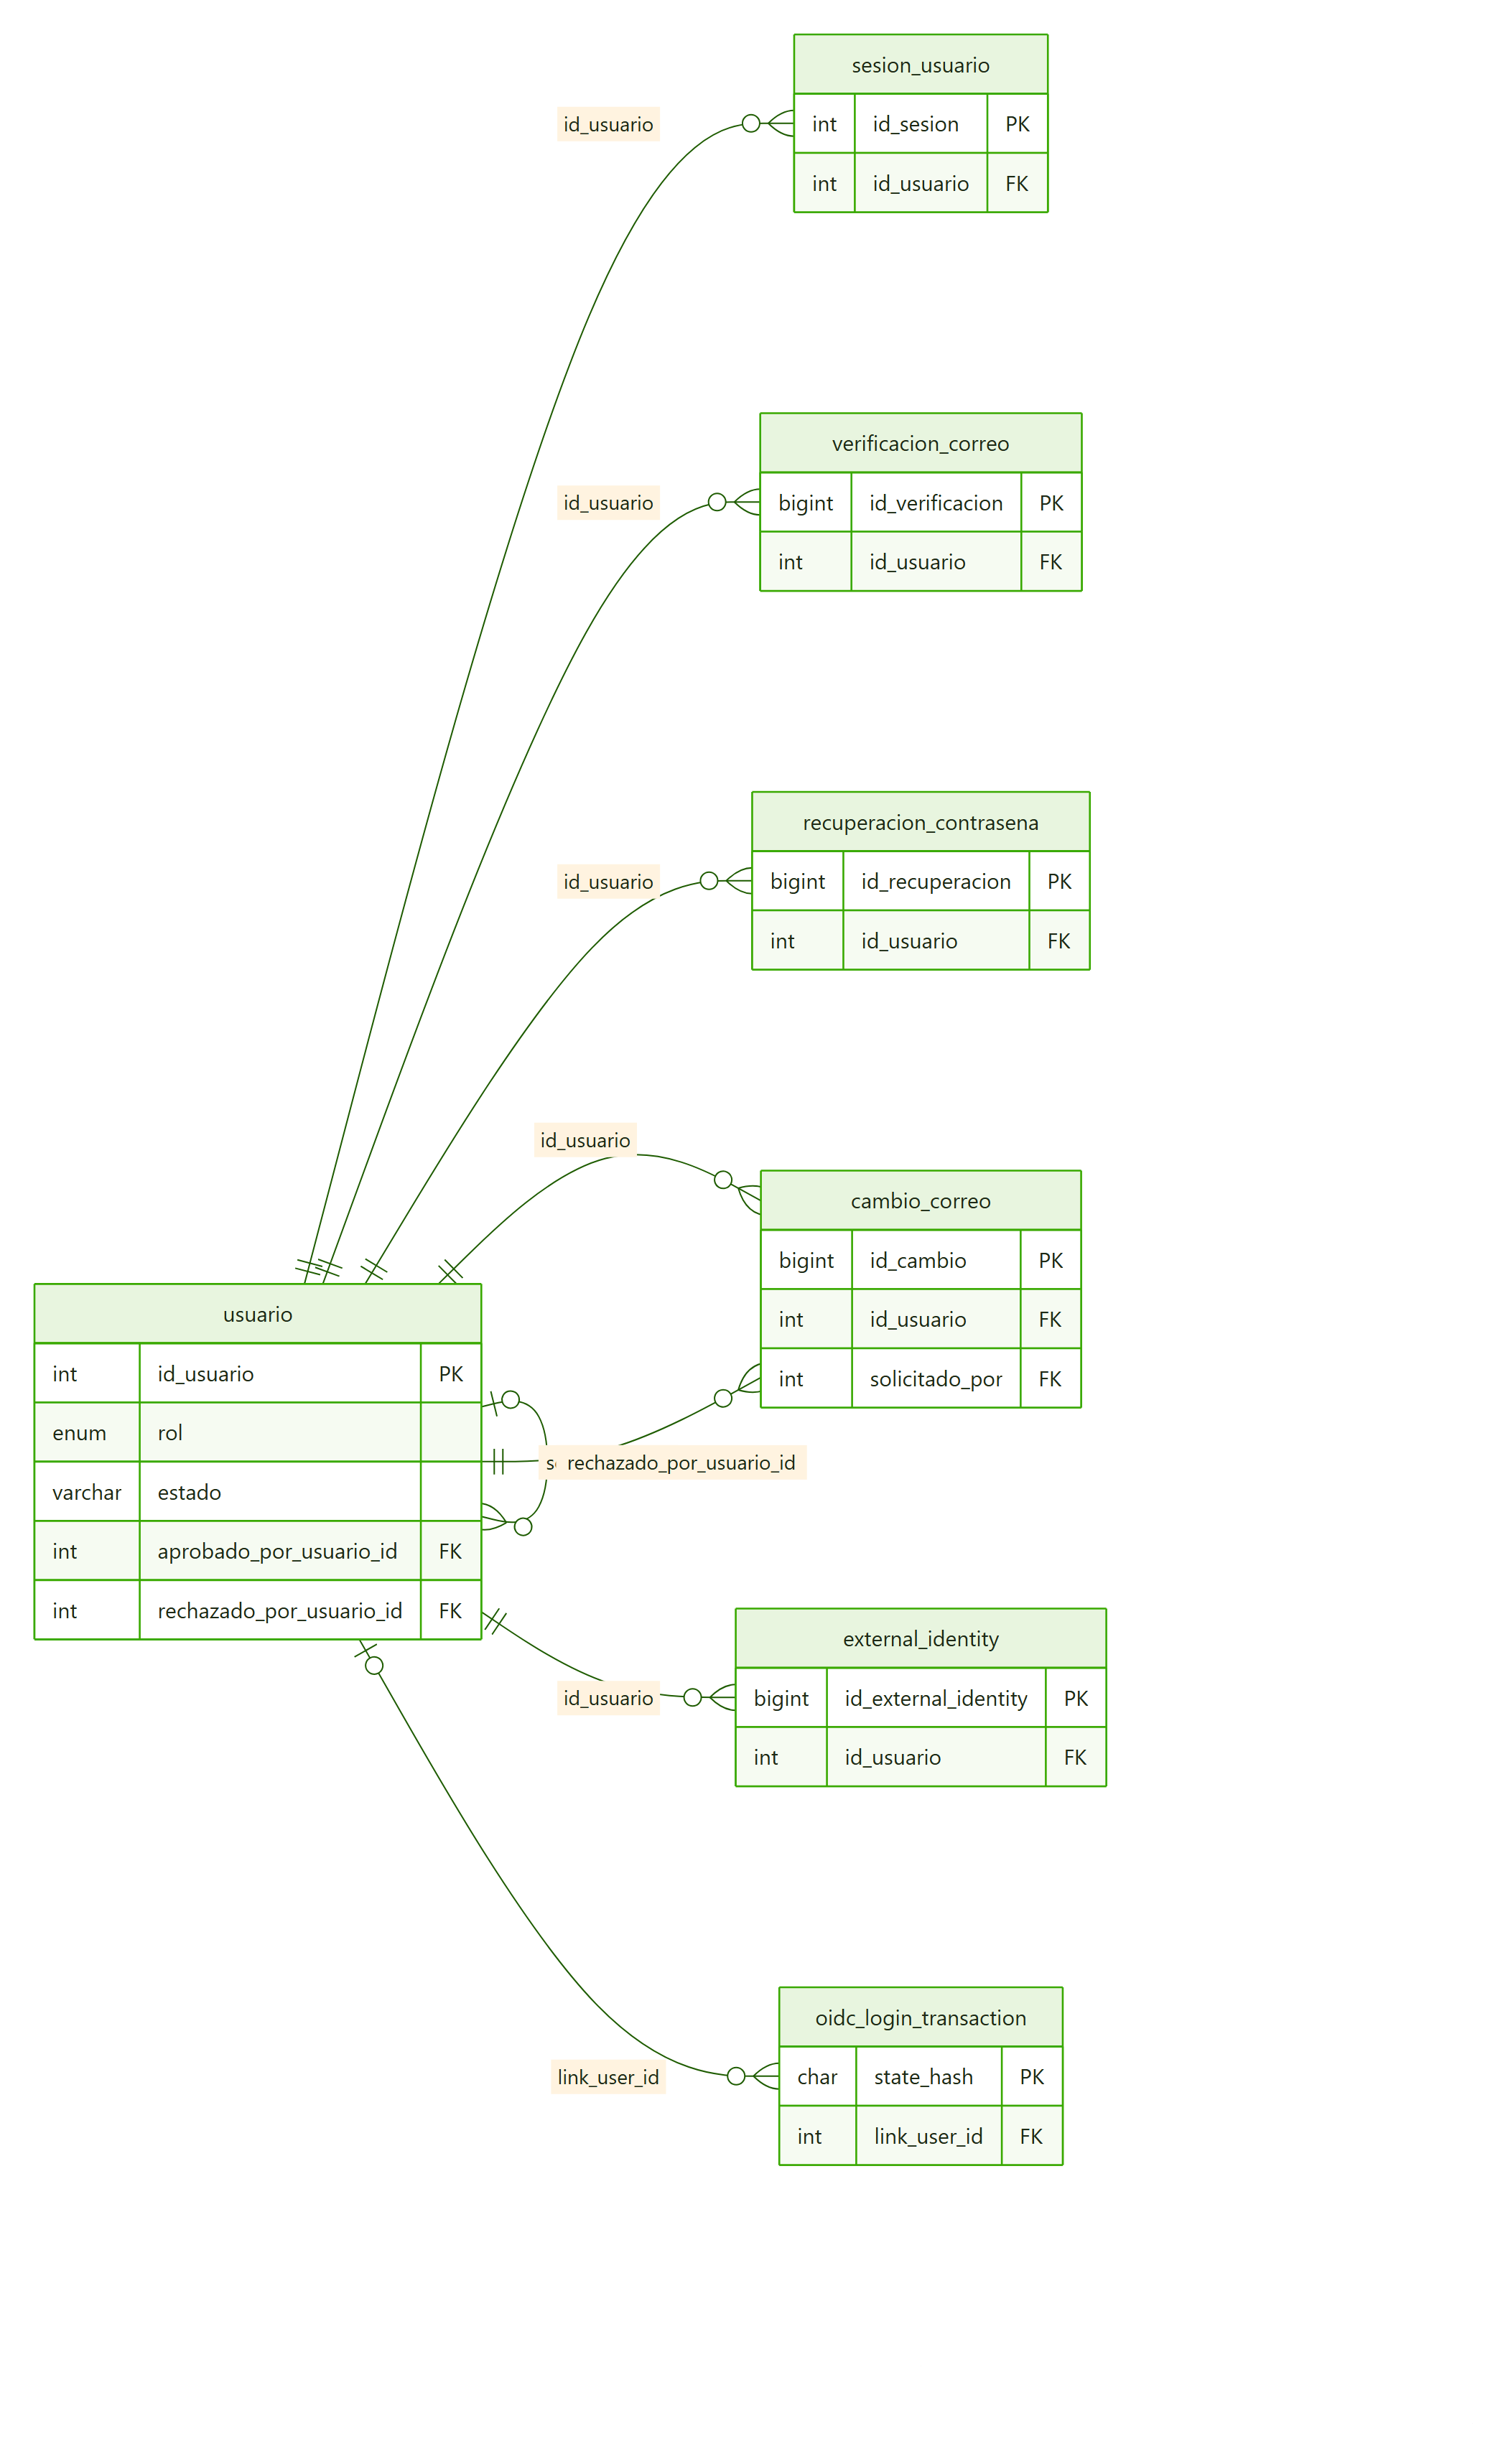 sesion_usuario
id_usuario
int id_sesion PK
int id_usuario FK
verificacion_correo
id_usuario
bigint id_verificacion PK
int id_usuario FK
recuperacion_contrasena
id_usuario
bigint id_recuperacion PK
int id_usuario FK
id_usuario
cambio_correo
bigint id_cambio PK
int id_usuario FK
int solicitado_por FK
usuario
int id_usuario PK
enum rol
varchar estado
int aprobado_por_usuario_id FK
int rechazado_por_usuario_id FK
rechazado_por_usuario_id
external_identity
id_usuario
bigint id_external_identity PK
int id_usuario FK
oidc_login_transaction
link_user_id
char state_hash PK
int link_user_id FK